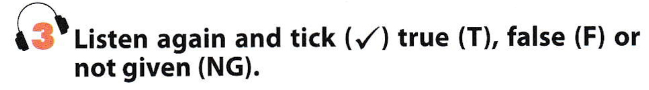 3 Listen again and tick (✓) true (T), false (F) or
not given (NG).